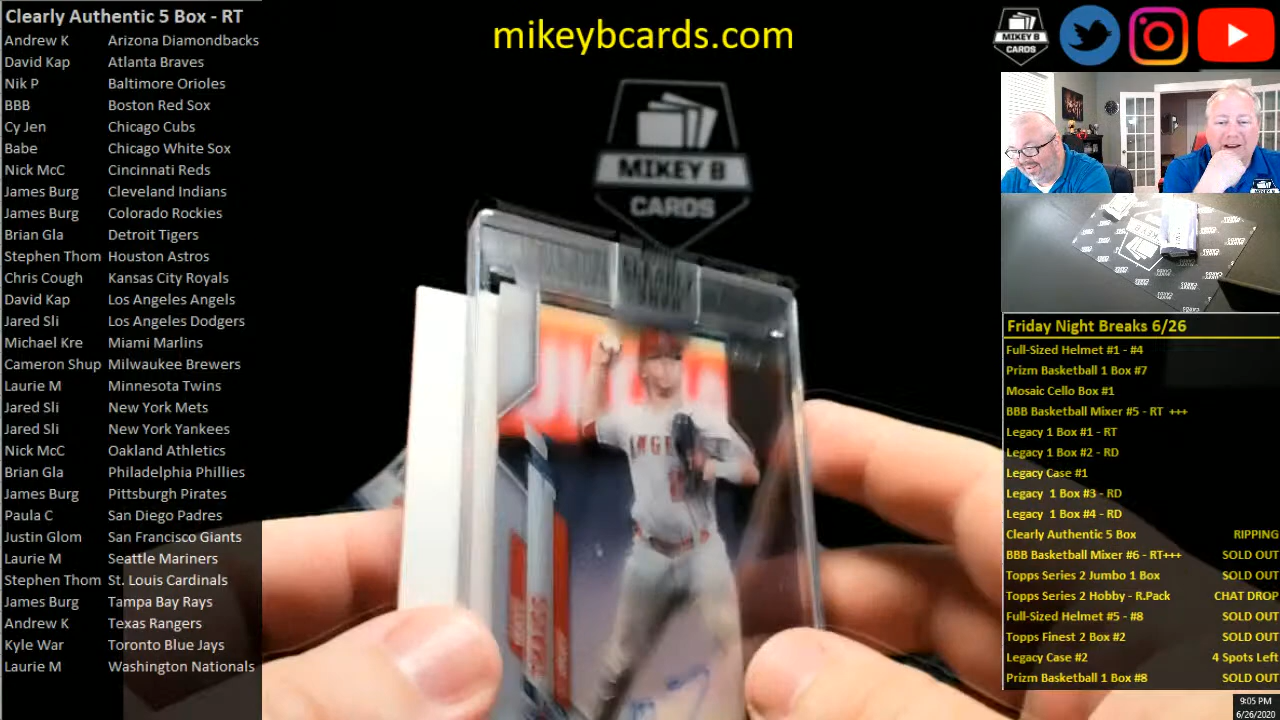 Clearly Authentic 5 Box - RT
Andrew K Arizona Diamondbacks
David Kap Atlanta Braves
Nik P Baltimore Orioles
BBB Boston Red Sox
Cy Jen Chicago Cubs
Babe Chicago White Sox
Nick McC Cincinnati Reds
James Burg Cleveland Indians
James Burg Colorado Rockies
Brian Gla Detroit Tigers
Stephen Thom Houston Astros
Chris Cough Kansas City Royals
David Kap Los Angeles Angels
Jared Sli Los Angeles Dodgers
Michael Kre Miami Marlins
Cameron Shup Milwaukee Brewers
Laurie M Minnesota Twins
Jared Sli New York Mets
Jared Sli New York Yankees
Nick McC Oakland Athletics
Brian Gla Philadelphia Phillies
James Burg Pittsburgh Pirates
Paula C San Diego Padres
Justin Glom San Francisco Giants
Laurie M Seattle Mariners
Stephen Thom St. Louis Cardinals
James Burg Tampa Bay Rays
Andrew K Texas Rangers
Kyle War Toronto Blue Jays
Laurie M Washington Nationals
mikeybcards.com
MIKEY B
CARDS
MIKEY B
CARDS
Friday Night Breaks 6/26
Full-Sized Helmet #1 - #4
Prizm Basketball 1 Box #7
Mosaic Cello Box #1
BBB Basketball Mixer #5 - RT +++
Legacy 1 Box #1 - RT
Legacy 1 Box #2 - RD
Legacy Case #1
Legacy 1 Box #3 - RD
Legacy 1 Box #4 - RD
Clearly Authentic 5 Box RIPPING
BBB Basketball Mixer #6 - RT+++ SOLD OUT
Topps Series 2 Jumbo 1 Box SOLD OUT
Topps Series 2 Hobby - R.Pack CHAT DROP
Full-Sized Helmet #5 - #8 SOLD OUT
Topps Finest 2 Box #2 SOLD OUT
Legacy Case #2 4 Spots Left
Prizm Basketball 1 Box #8 SOLD OUT
9:05 PM
6/26/2020